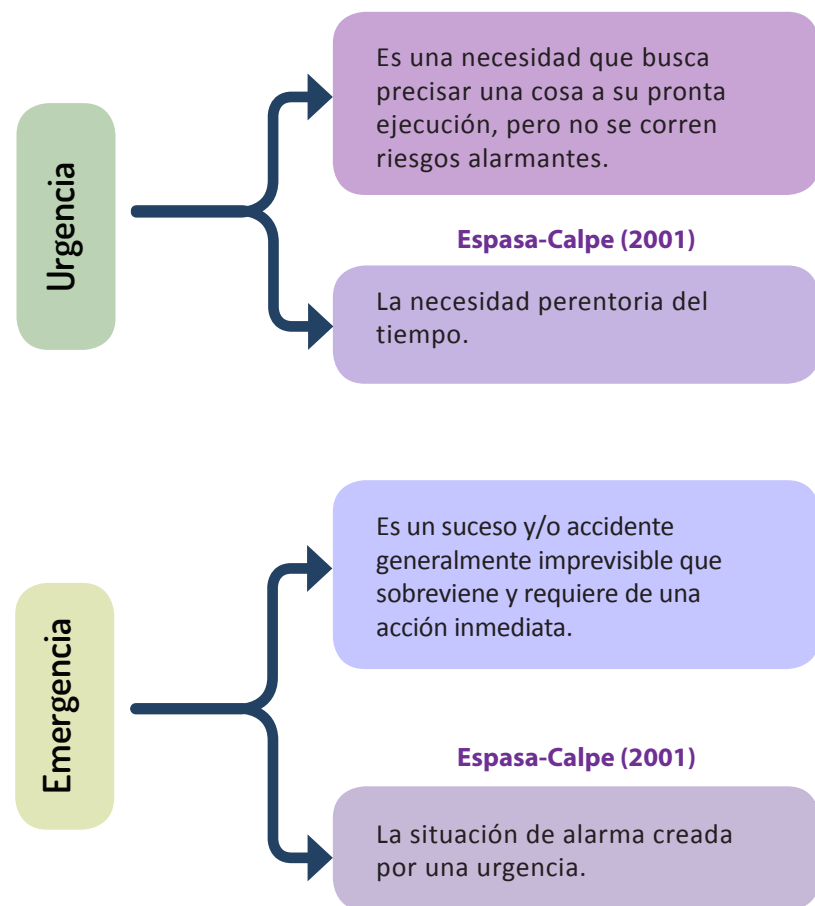 Urgencia
Es una necesidad que busca
precisar una cosa a su pronta
ejecución, pero no se corren
riesgos alarmantes.
Espasa-Calpe (2001)
La necesidad perentoria del
tiempo.
Emergencia
Es un suceso y/o accidente
generalmente imprevisible que
sobreviene y requiere de una
acción inmediata.
Espasa-Calpe (2001)
La situación de alarma creada
por una urgencia.